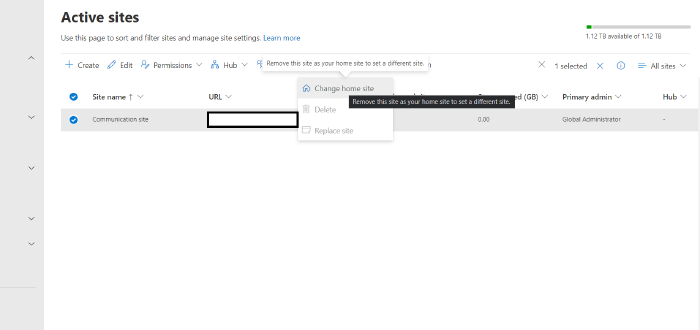 Active sites
Use this page to sort and filter sites and manage site settings. Learn more
1.12 TB available of 1.12 TB
Create Edit Permissions Hub
Remove this site as your home site to set a different site.
1 selected All sites
Change home site
Remove this site as your home site to set a different site.
Delete
Replace site
Site name ↑ URL (GB) Primary admin Hub
Communication site 0.00 Global Administrator -